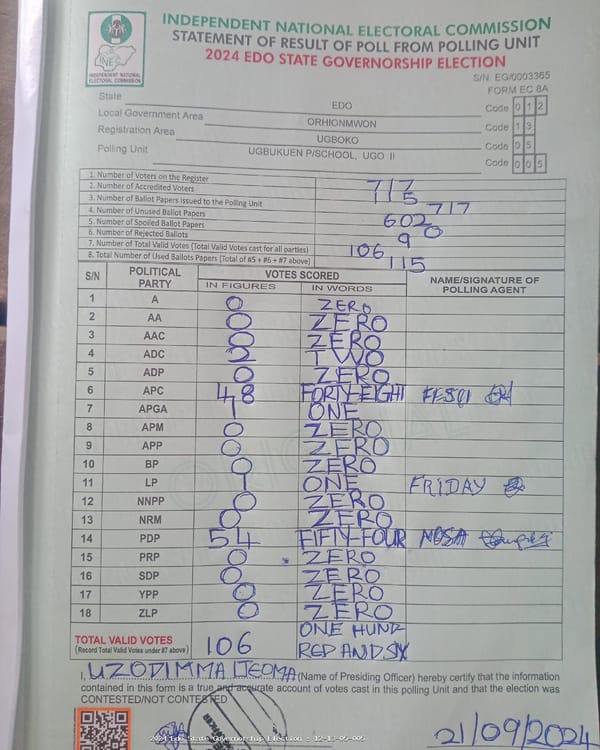 INDEPENDENT NATIONAL ELECTORAL COMMISSION
STATEMENT OF RESULT OF POLL FROM POLLING UNIT
2024 EDO STATE GOVERNORSHIP ELECTION
INEC
INDEPENDENT NATIONAL
ELECTORAL COMMISSION
S/N: EG/0003365
FORM EC 8A
State EDO Code 0 1 2
Local Government Area ORHIONMWON Code 1 3
Registration Area UGBOKO Code 0 5
Polling Unit UGBUKUEN P/SCHOOL, UGO II Code 0 0 5
1. Number of Voters on the Register 717
2. Number of Accredited Voters 115
3. Number of Ballot Papers issued to the Polling Unit 717
4. Number of Unused Ballot Papers 602
5. Number of Spoiled Ballot Papers 0
6. Number of Rejected Ballots 9
7. Number of Total Valid Votes (Total Valid Votes cast for all parties) 106
8. Total Number of Used Ballots Papers (Total of #5 + #6 + #7 above) 115
S/N POLITICAL PARTY VOTES SCORED NAME/SIGNATURE OF POLLING AGENT
IN FIGURES IN WORDS
1 A 0 ZERO
2 AA 0 ZERO
3 AAC 0 ZERO
4 ADC 2 TWO
5 ADP 0 ZERO
6 APC 48 FORTY-EIGHT
7 APGA 1 ONE
8 APM 0 ZERO
9 APP 0 ZERO
10 BP 0 ZERO
11 LP 1 ONE FRIDAY
12 NNPP 0 ZERO
13 NRM 0 ZERO
14 PDP 54 FIFTY-FOUR NOSA
15 PRP 0 ZERO
16 SDP 0 ZERO
17 YPP 0 ZERO
18 ZLP 0 ZERO
TOTAL VALID VOTES 106 ONE HUND
(Record Total Valid Votes under #7 above) RED AND SIX
I, UZODIMMA IJEOMA (Name of Presiding Officer) hereby certify that the information
contained in this form is a true and accurate account of votes cast in this polling Unit and that the election was
CONTESTED/NOT CONTESTED
2024 Edo State Governorship Election - 12-13-05-005
21/09/2024